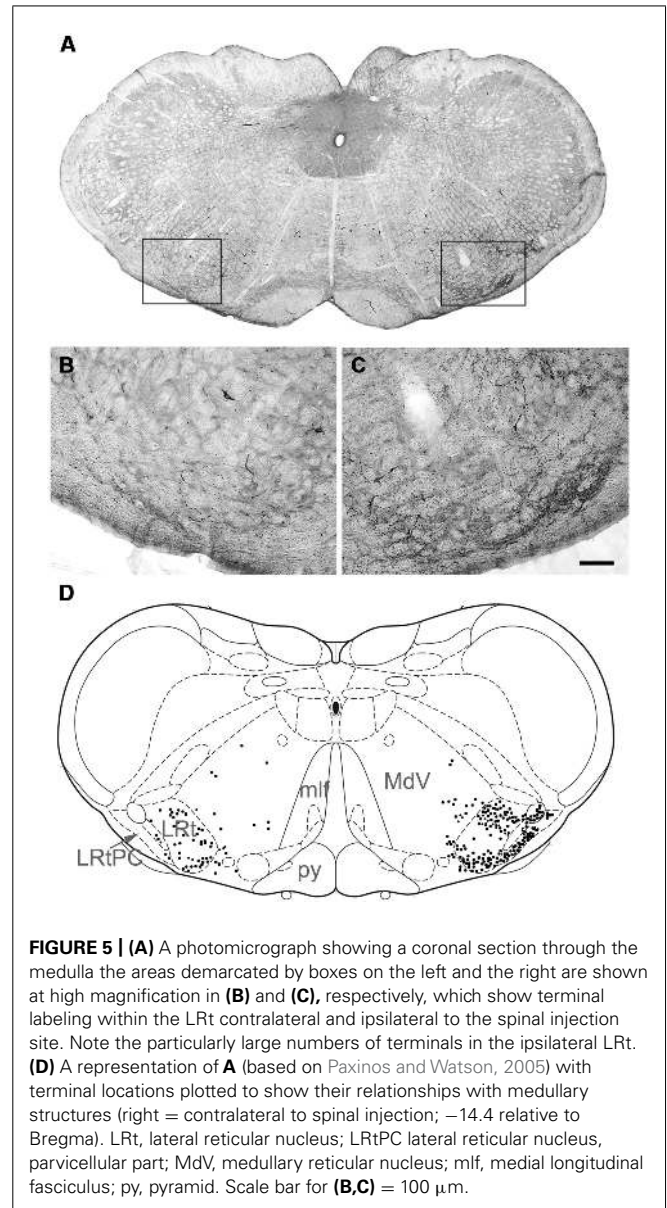 A
B
C
D
mlf
MdV
LRt
LRtPC
py
FIGURE 5 | (A) A photomicrograph showing a coronal section through the
medulla the areas demarcated by boxes on the left and the right are shown
at high magnification in (B) and (C), respectively, which show terminal
labeling within the LRt contralateral and ipsilateral to the spinal injection
site. Note the particularly large numbers of terminals in the ipsilateral LRt.
(D) A representation of A (based on Paxinos and Watson, 2005) with
terminal locations plotted to show their relationships with medullary
structures (right = contralateral to spinal injection; −14.4 relative to
Bregma). LRt, lateral reticular nucleus; LRtPC lateral reticular nucleus,
parvicellular part; MdV, medullary reticular nucleus; mlf, medial longitudinal
fasciculus; py, pyramid. Scale bar for (B,C) = 100 μm.